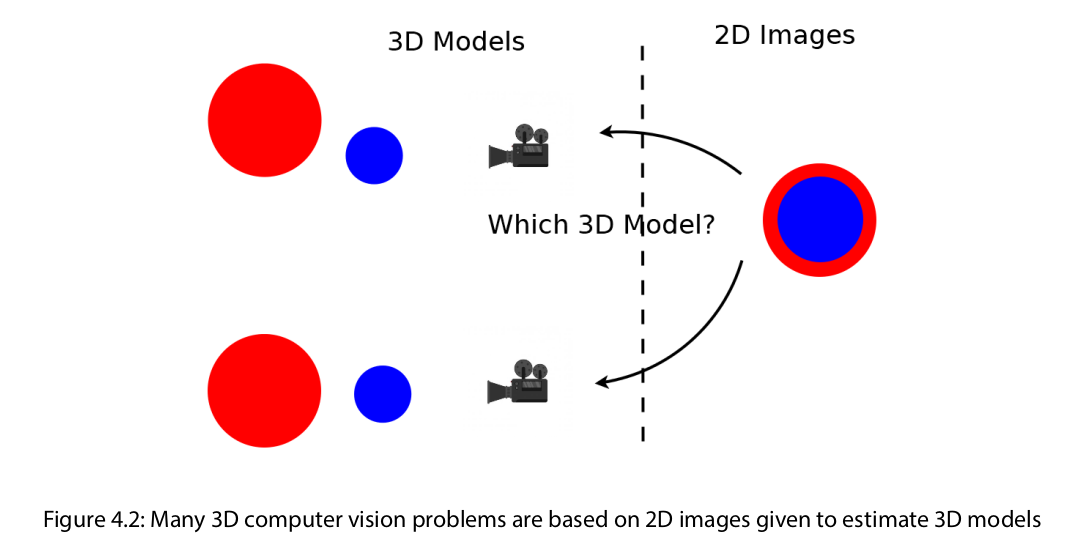 3D Models
2D Images
Which 3D Model?
Figure 4.2: Many 3D computer vision problems are based on 2D images given to estimate 3D models